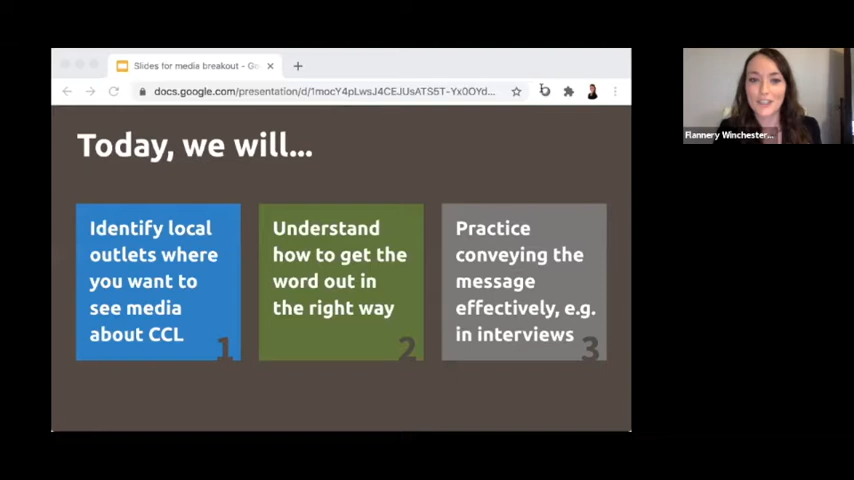 Slides for media breakout - Go
docs.google.com/presentation/d/1mocY4pLwsJ4CEJUsATS5T-Yx0OYd...
Today, we will...
Identify local
outlets where
you want to
see media
about CCL
1
Understand
how to get the
word out in
the right way
2
Practice
conveying the
message
effectively, e.g.
in interviews
3
Flannery Winchester...